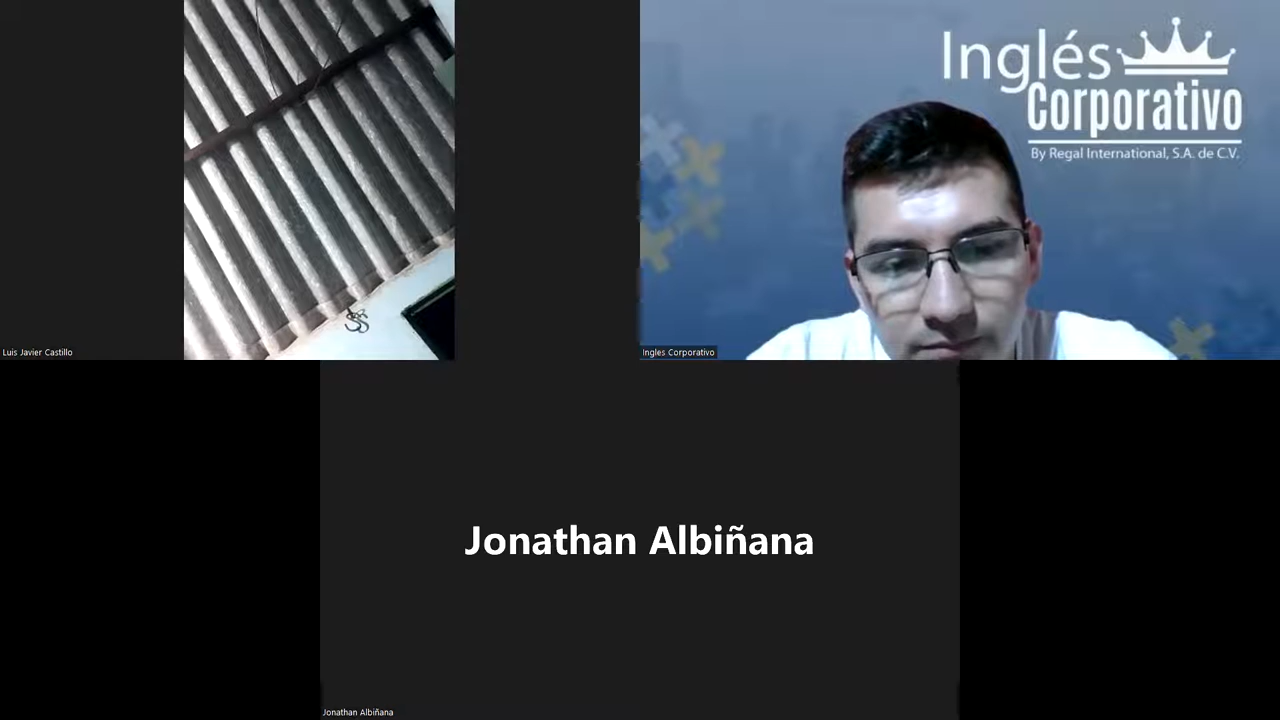 Inglés
Corporativo
By Regal International, S.A. de C.V.
Luis Javier Castillo
Ingles Corporativo
Jonathan Albiñana
Jonathan Albiñana